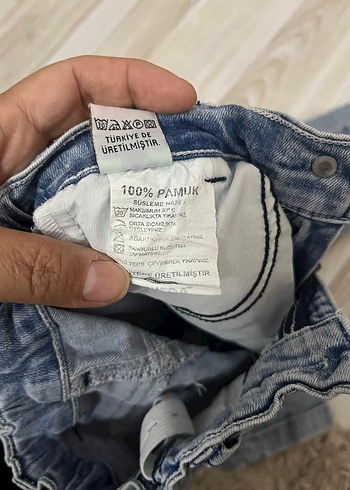 TÜRKİYE DE
ÜRETİLMİŞTİR.
100% PAMUK
SÜSLEME HARİÇ
MAKSİMUM 30° C
SICAKLIKTA YIKAYINIZ
ORTA SICAKLIKTA
ÜTÜLEYİNİZ
TAMBURLU KURUTMA
YAPMAYINIZ
TERS ÇEVİREREK YIKAYINIZ
ÜRETİLMİŞTİR.